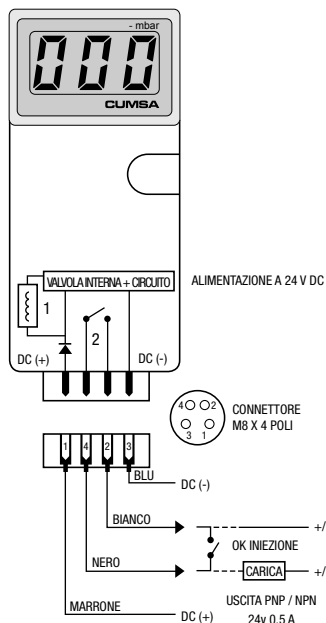 - mbar
000
CUMSA
VALVOLA INTERNA + CIRCUITO
ALIMENTAZIONE A 24 V DC
1
2
DC (+)
DC (-)
4 2
3 1
CONNETTORE
M8 X 4 POLI
1 4 2 3
BLU
DC (-)
BIANCO
+/
OK INIEZIONE
NERO
CARICA
+/
MARRONE
DC (+)
USCITA PNP / NPN
24v 0,5 A